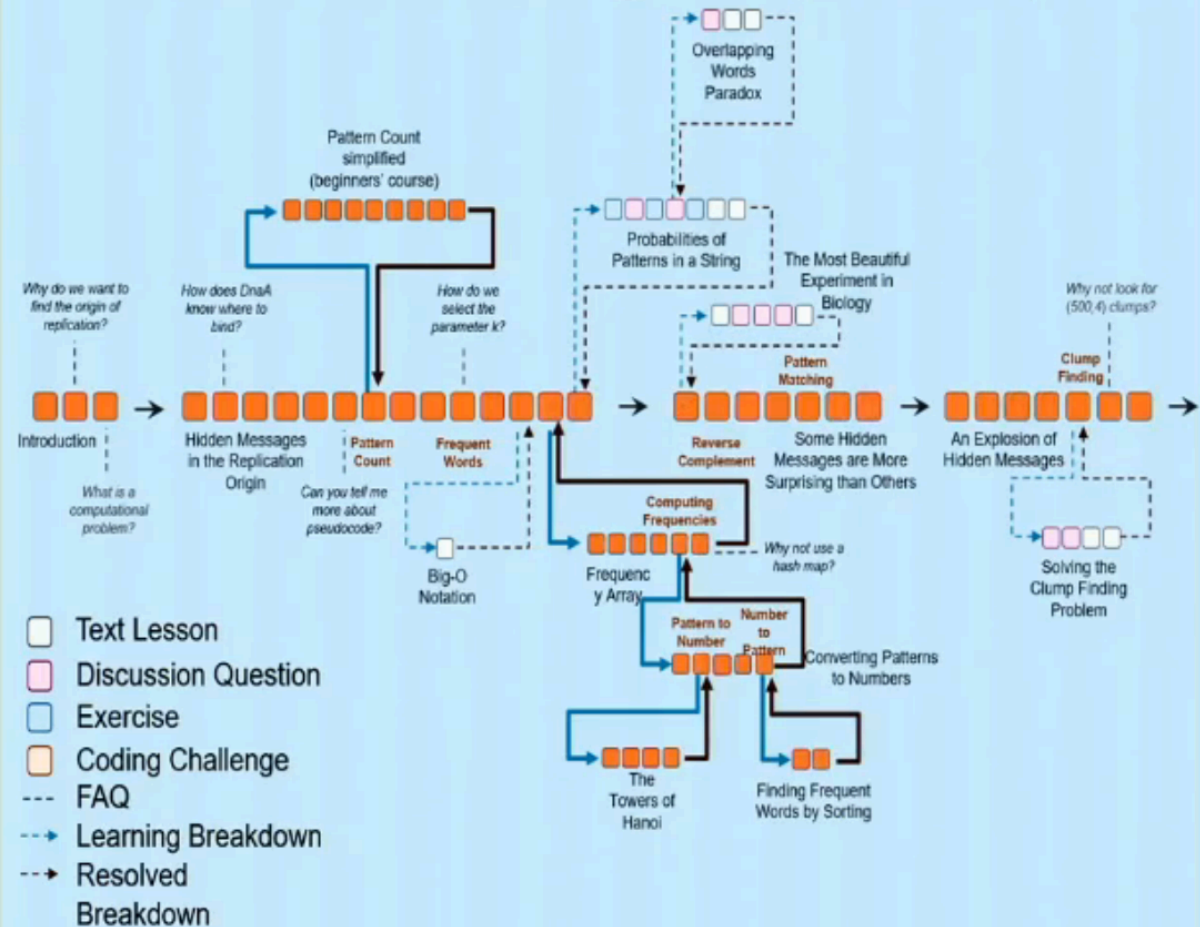 Overlapping
Words
Paradox
Pattern Count
simplified
(beginners' course)
Probabilities of
Patterns in a String
The Most Beautiful
Experiment in
Biology
Why do we want to
find the origin of
replication?
How does DnaA
know where to
bind?
How do we
select the
parameter k?
Why not look for
(500,4) clumps?
Pattern
Matching
Clump
Finding
Introduction
Hidden Messages
in the Replication
Origin
Pattern
Count
Frequent
Words
Reverse
Complement
Some Hidden
Messages are More
Surprising than Others
An Explosion of
Hidden Messages
What is a
computational
problem?
Can you tell me
more about
pseudocode?
Computing
Frequencies
Big-O
Notation
Frequenc
y Array
Why not use a
hash map?
Solving the
Clump Finding
Problem
Pattern to
Number
Number
to
Pattern
Converting Patterns
to Numbers
The
Towers of
Hanoi
Finding Frequent
Words by Sorting
Text Lesson
Discussion Question
Exercise
Coding Challenge
FAQ
Learning Breakdown
Resolved
Breakdown